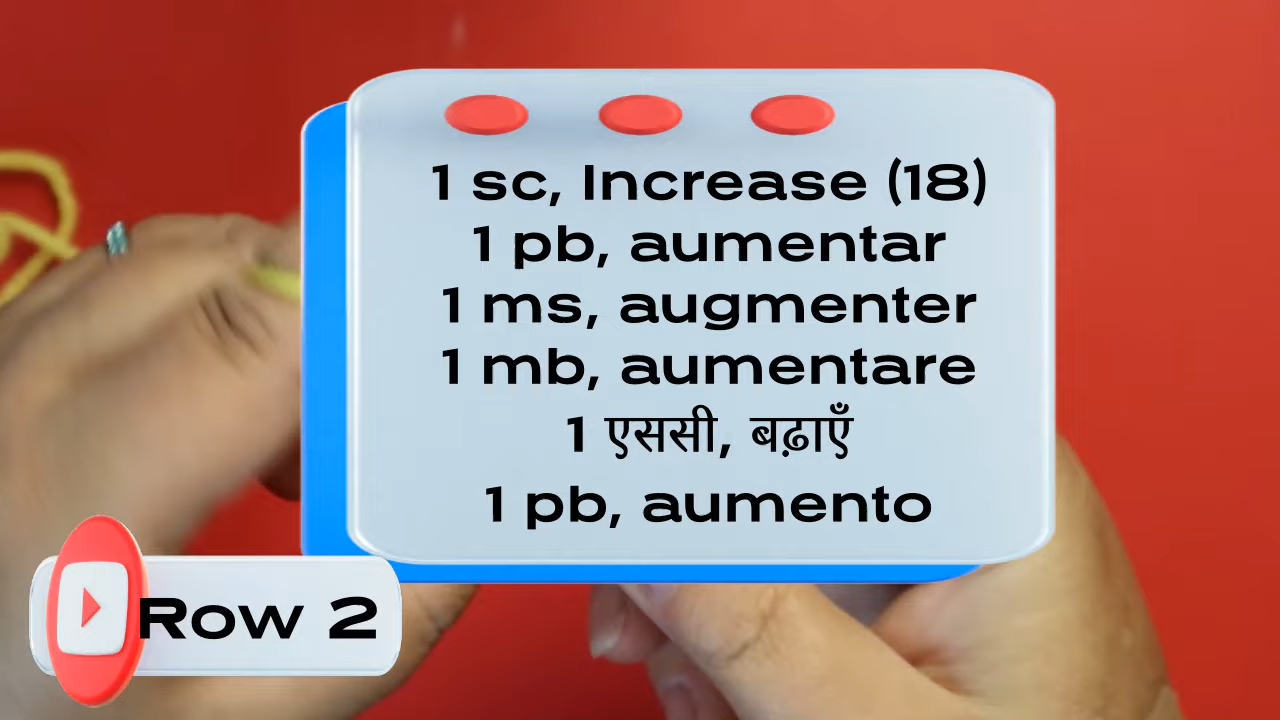 1 sc, Increase (18)
1 pb, aumentar
1 ms, augmenter
1 mb, aumentare
1 एससी, बढ़ाएँ
1 pb, aumento
Row 2